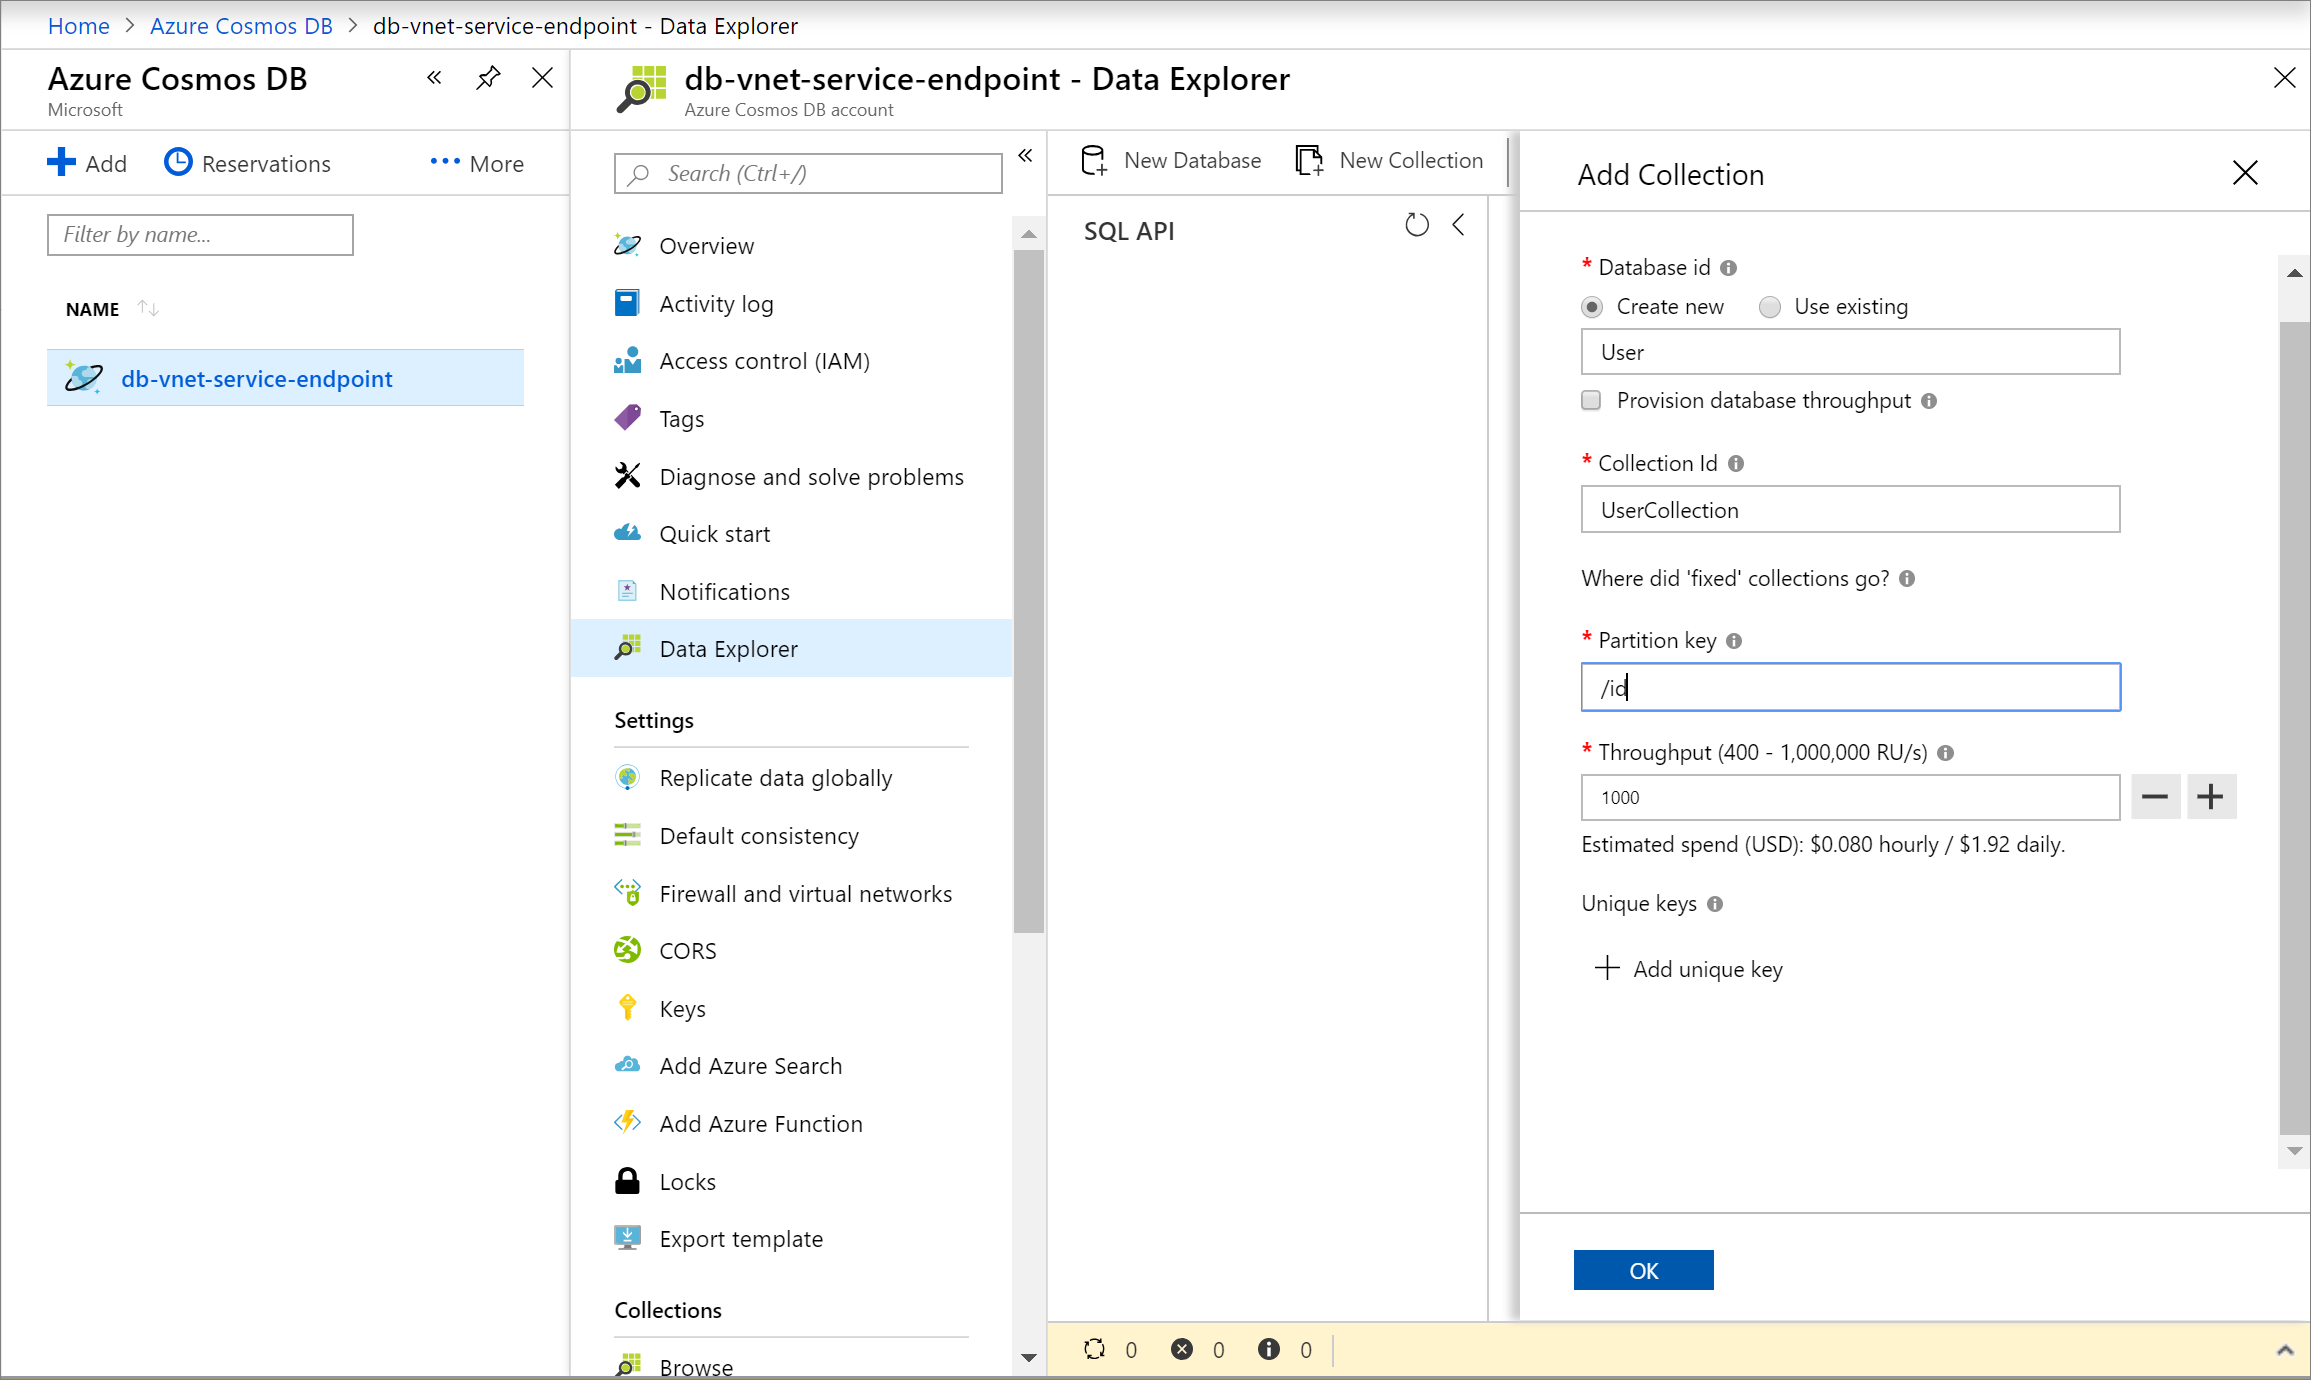 Home > Azure Cosmos DB > db-vnet-service-endpoint - Data Explorer
Azure Cosmos DB
Microsoft
Add
Reservations
More
Filter by name...
NAME
db-vnet-service-endpoint
db-vnet-service-endpoint - Data Explorer
Azure Cosmos DB account
Search (Ctrl+/)
Overview
Activity log
Access control (IAM)
Tags
Diagnose and solve problems
Quick start
Notifications
Data Explorer
Settings
Replicate data globally
Default consistency
Firewall and virtual networks
CORS
Keys
Add Azure Search
Add Azure Function
Locks
Export template
Collections
Browse
New Database
New Collection
SQL API
0 0 0
Add Collection
* Database id
Create new
Use existing
User
Provision database throughput
* Collection Id
UserCollection
Where did 'fixed' collections go?
* Partition key
/id
* Throughput (400 - 1,000,000 RU/s)
1000
Estimated spend (USD): $0.080 hourly / $1.92 daily.
Unique keys
Add unique key
OK